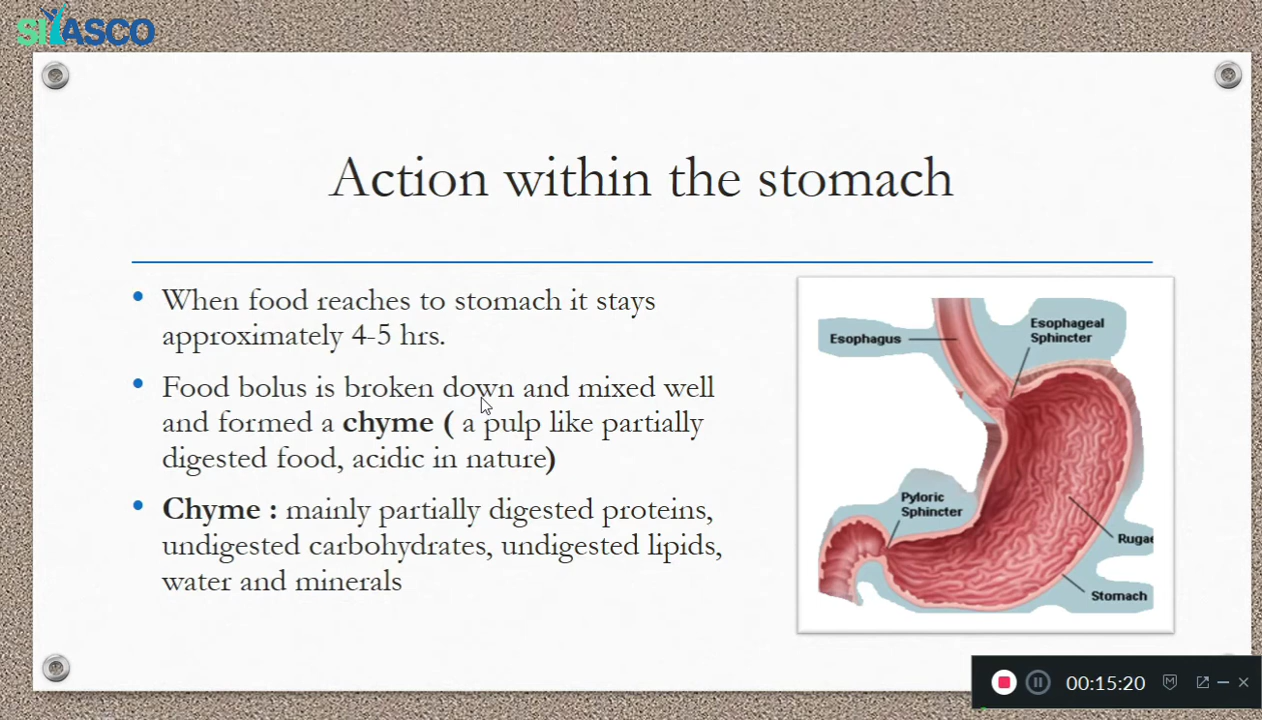 SIYASCO
Action within the stomach
When food reaches to stomach it stays
approximately 4-5 hrs.
Food bolus is broken down and mixed well
and formed a chyme ( a pulp like partially
digested food, acidic in nature)
Chyme : mainly partially digested proteins,
undigested carbohydrates, undigested lipids,
water and minerals
Esophagus
Esophageal
Sphincter
Pyloric
Sphincter
Rugae
Stomach
00:15:20